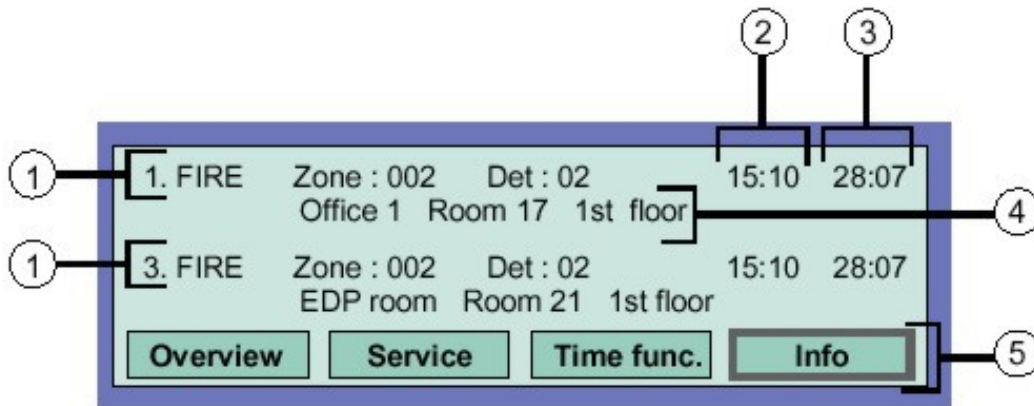 2 3
1 1. FIRE Zone : 002 Det : 02 15:10 28:07
Office 1 Room 17 1st floor 4
1 3. FIRE Zone : 002 Det : 02 15:10 28:07
EDP room Room 21 1st floor
Overview Service Time func. Info 5